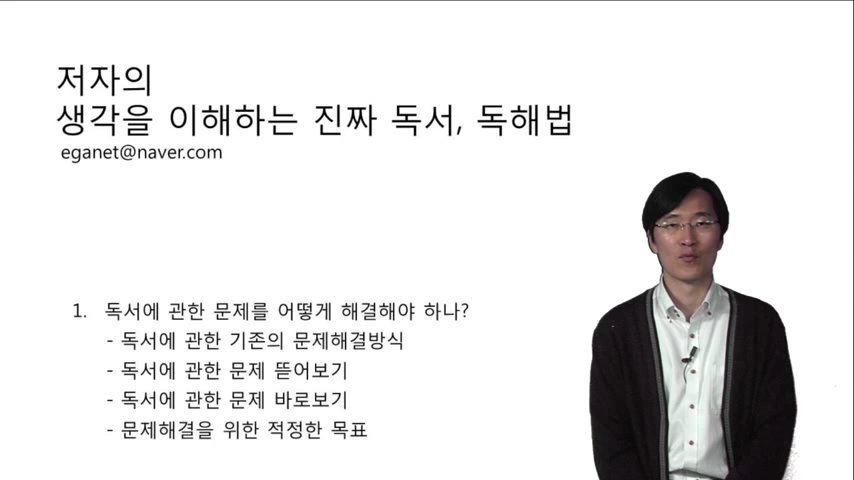 저자의
생각을 이해하는 진짜 독서, 독해법
eganet@naver.com
1. 독서에 관한 문제를 어떻게 해결해야 하나?
- 독서에 관한 기존의 문제해결방식
- 독서에 관한 문제 뜯어보기
- 독서에 관한 문제 바로보기
- 문제해결을 위한 적정한 목표